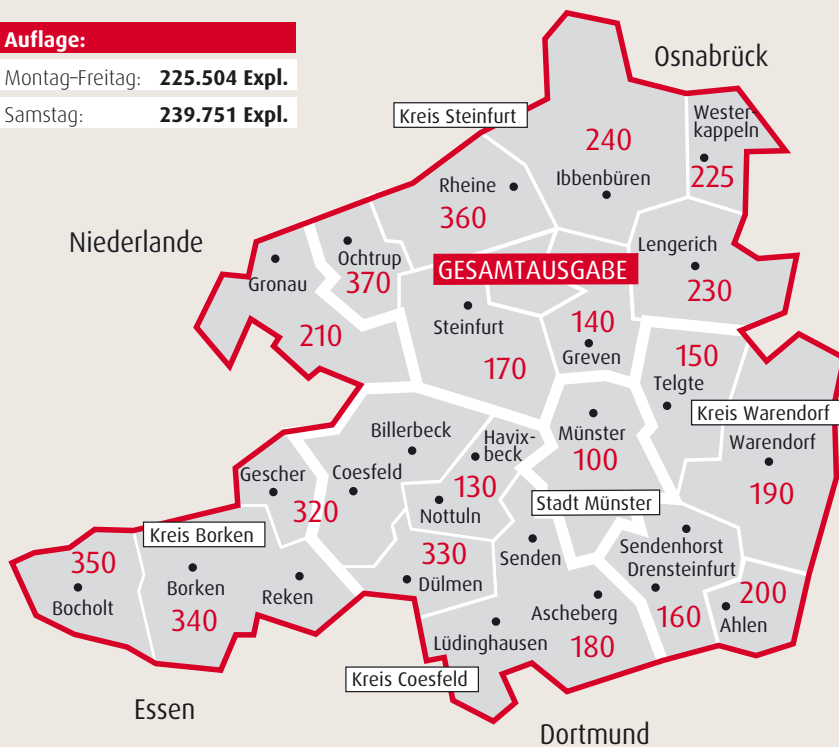 Auflage:
Montag–Freitag: 225.504 Expl.
Samstag: 239.751 Expl.
Osnabrück
Kreis Steinfurt
Wester-
kappeln
240
225
Rheine
Ibbenbüren
360
Niederlande
Ochtrup
Lengerich
Gronau
370
GESAMTAUSGABE
230
210
Steinfurt
140
Greven
170
150
Telgte
Kreis Warendorf
Billerbeck
Havix-
beck
Münster
Warendorf
Gescher
Coesfeld
100
130
190
320
Nottuln
Stadt Münster
Kreis Borken
350
330
Senden
Sendenhorst
Drensteinfurt
Borken
Dülmen
Reken
Bocholt
340
Ascheberg
200
160
Ahlen
Lüdinghausen
180
Kreis Coesfeld
Essen
Dortmund